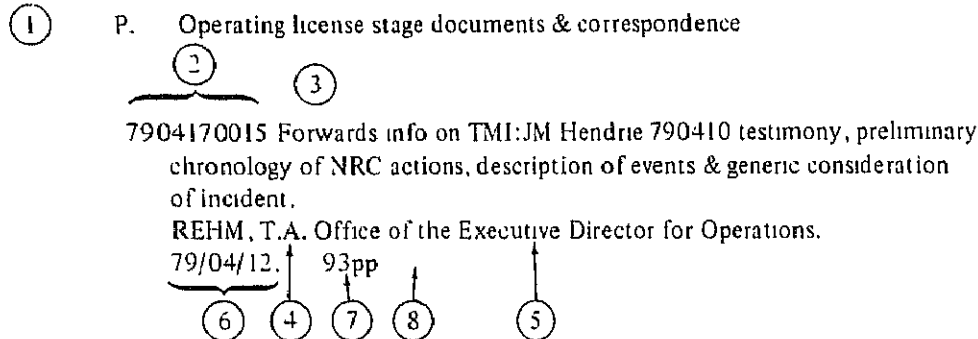 1 P. Operating license stage documents & correspondence
2 3
7904170015 Forwards info on TMI:JM Hendrie 790410 testimony, preliminary
chronology of NRC actions, description of events & generic consideration
of incident.
REHM, T.A. Office of the Executive Director for Operations.
79/04/12. 93pp
6 4 7 8 5